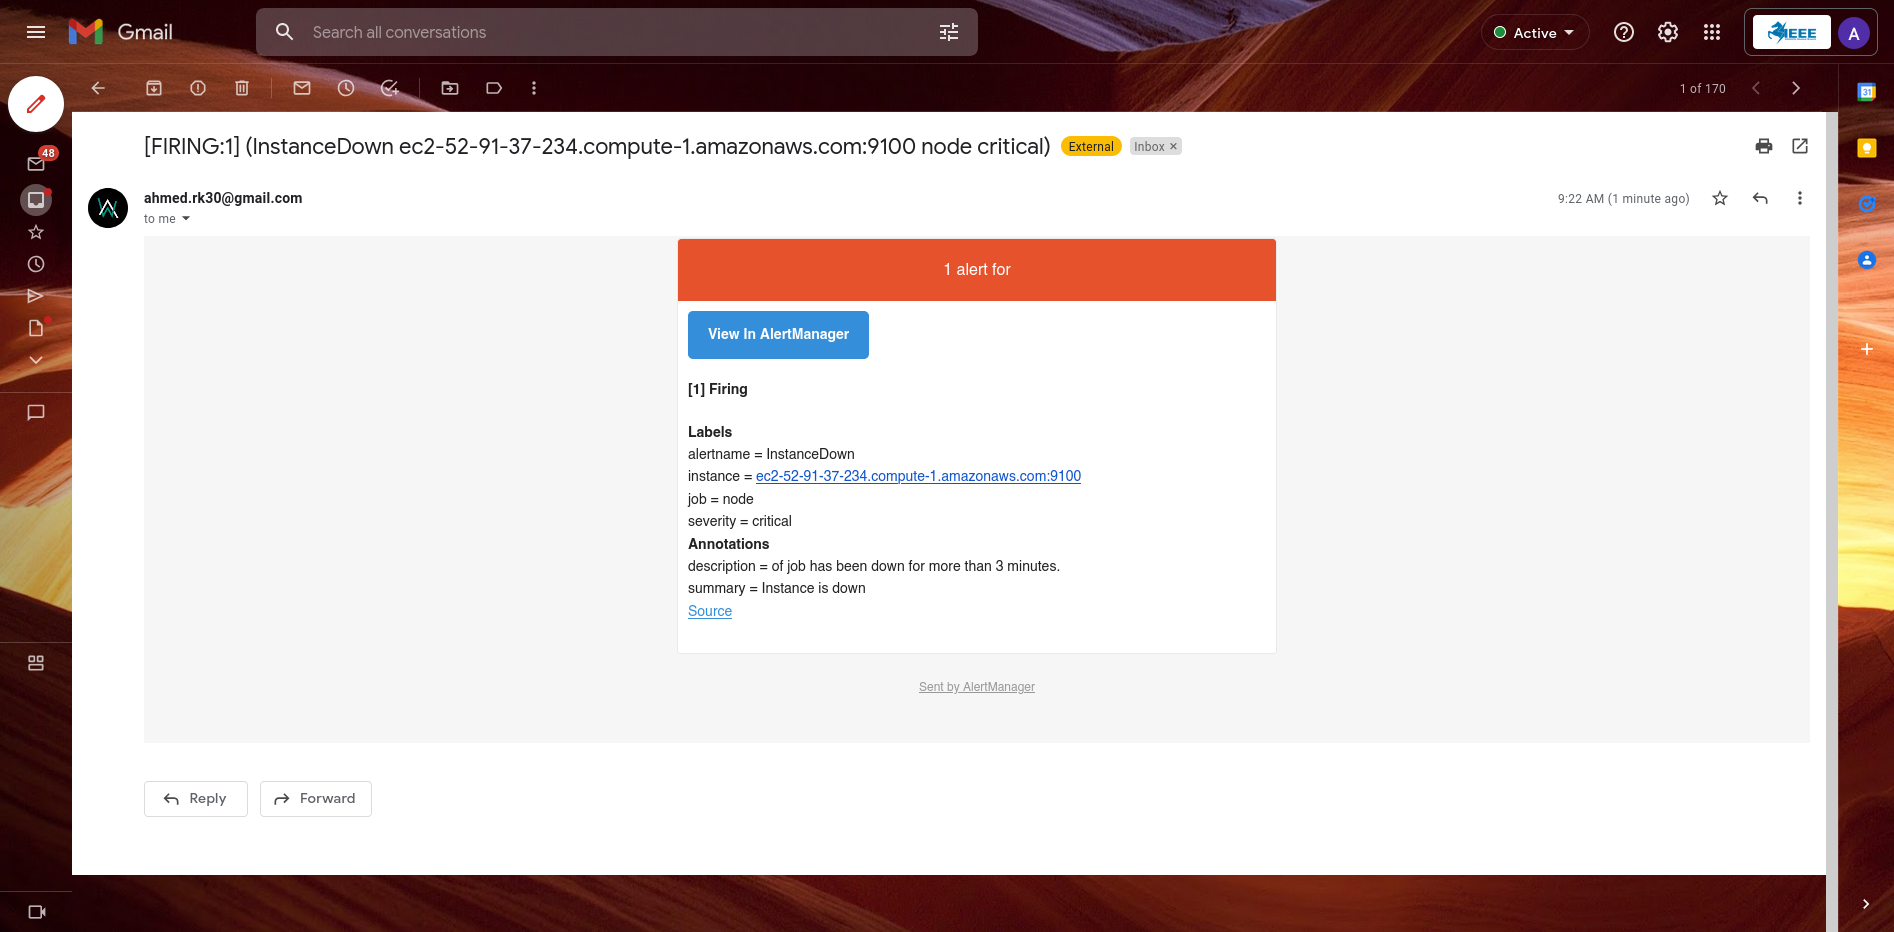 Gmail
Search all conversations
Active
IEEE
A
1 of 170
31
48
[FIRING:1] (InstanceDown ec2-52-91-37-234.compute-1.amazonaws.com:9100 node critical) External Inbox ×
ahmed.rk30@gmail.com
9:22 AM (1 minute ago)
to me
1 alert for
View In AlertManager
[1] Firing
Labels
alertname = InstanceDown
instance = ec2-52-91-37-234.compute-1.amazonaws.com:9100
job = node
severity = critical
Annotations
description = of job has been down for more than 3 minutes.
summary = Instance is down
Source
Sent by AlertManager
Reply
Forward